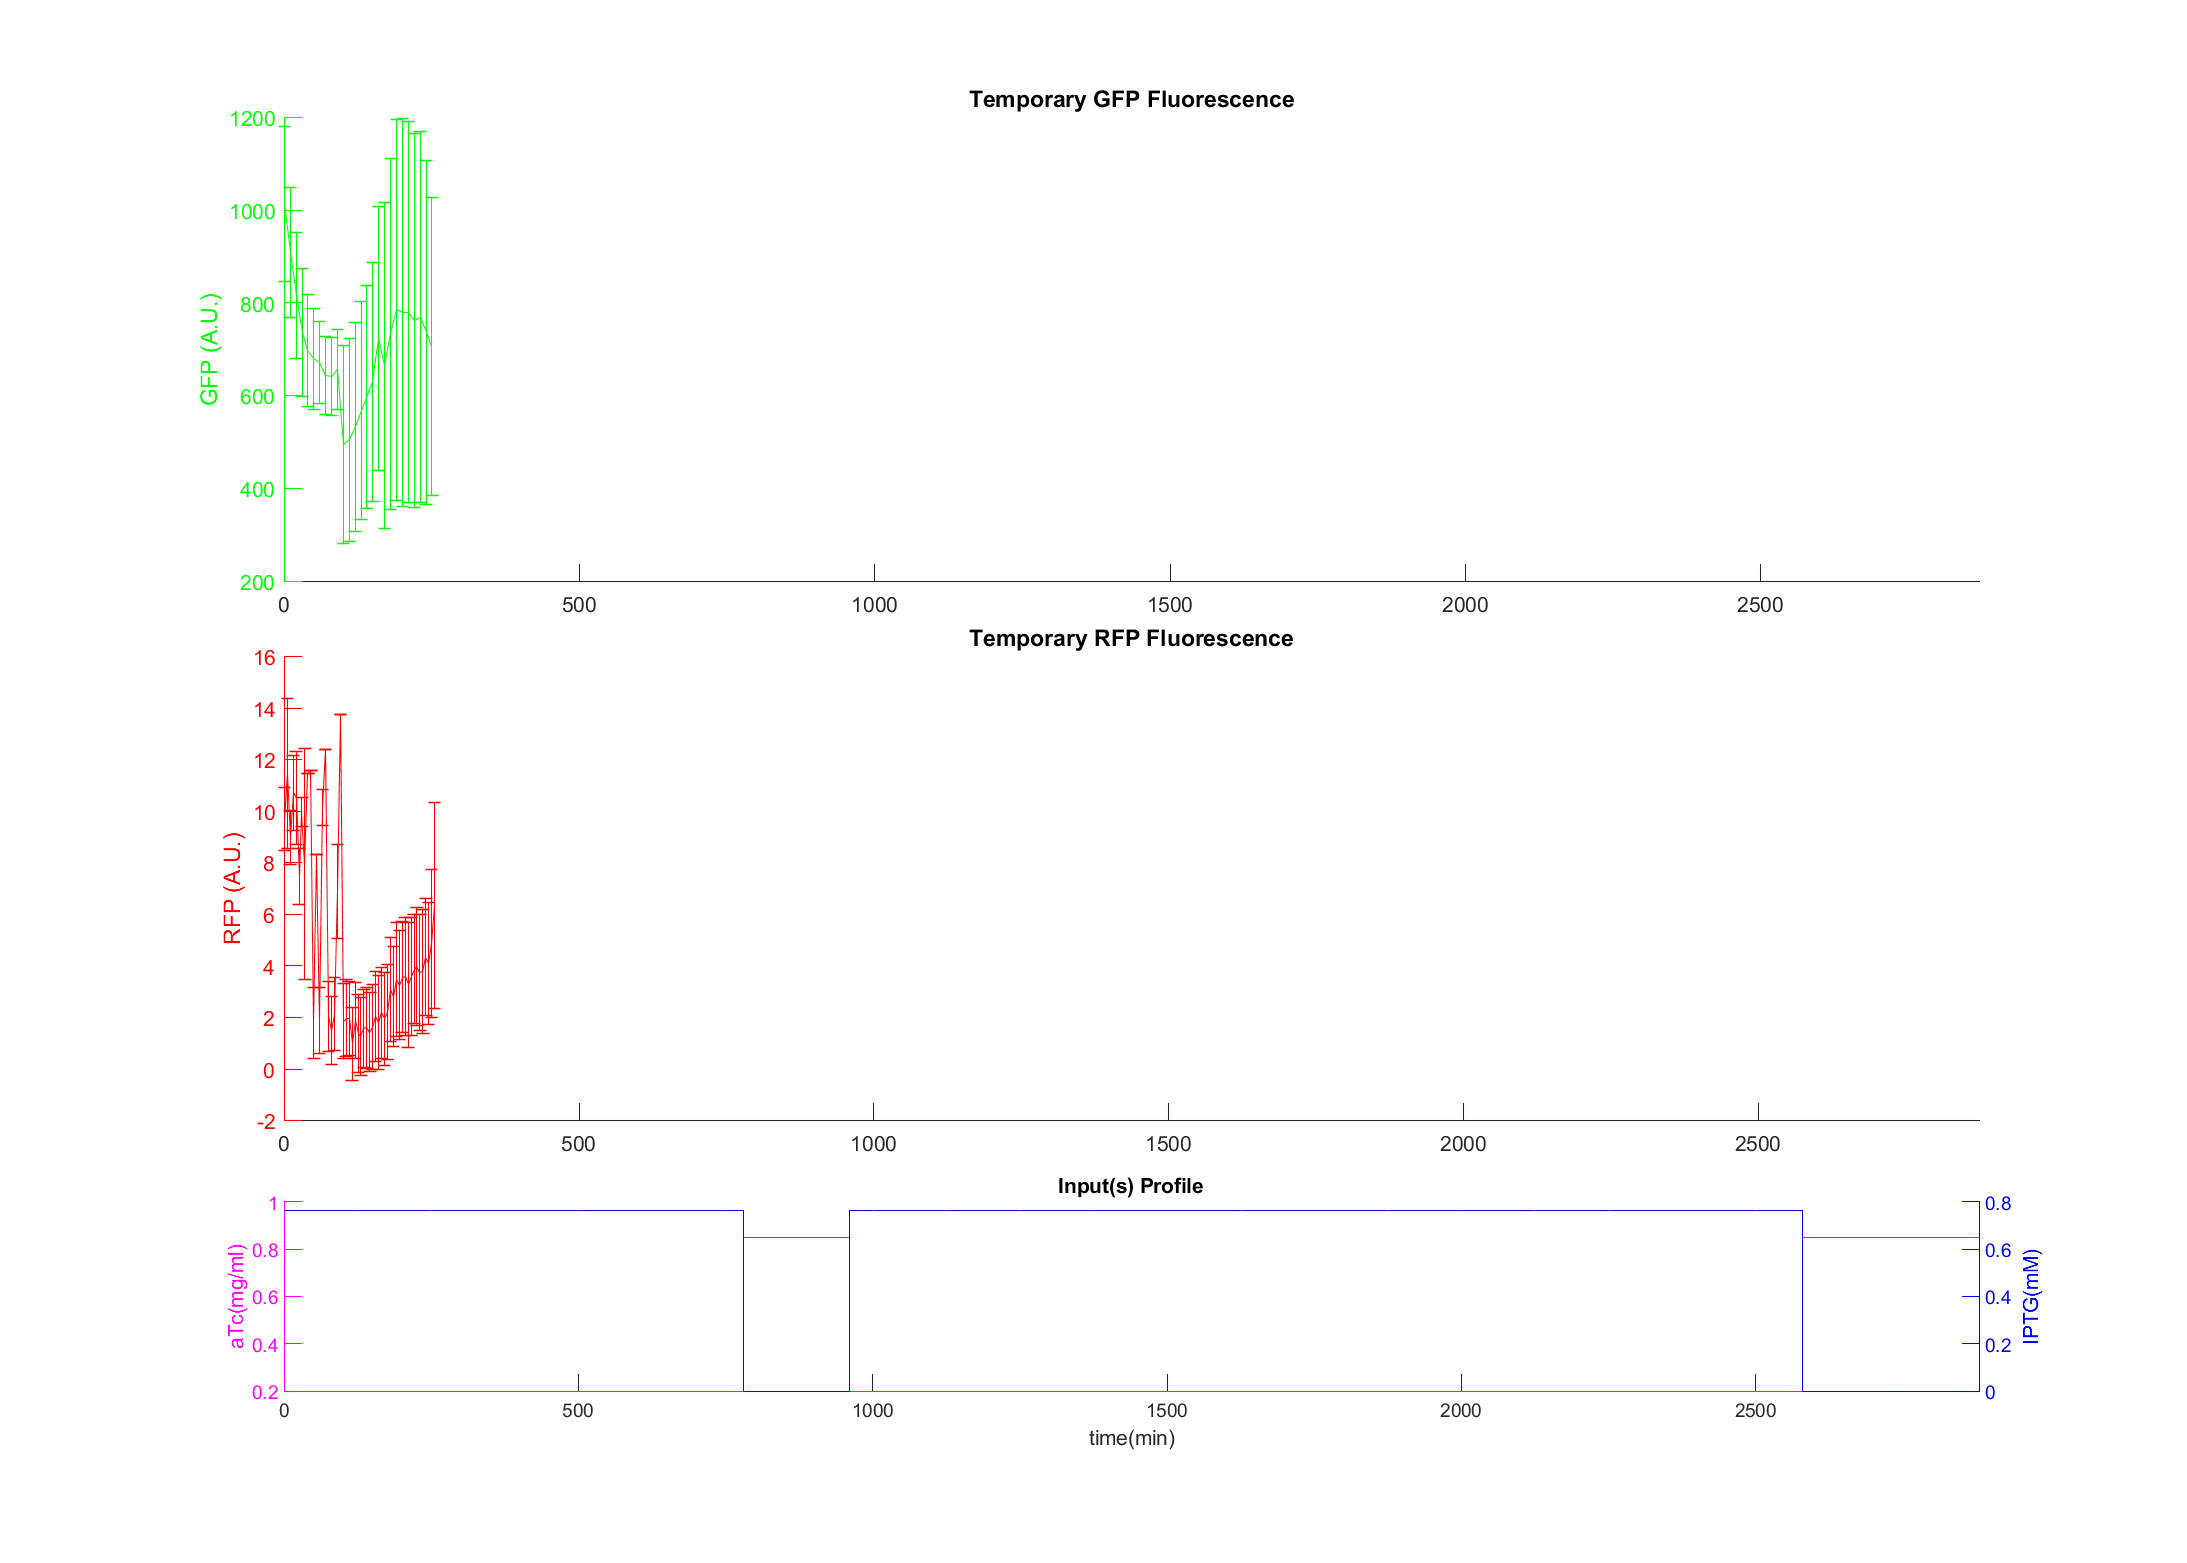 Temporary GFP Fluorescence
1200
1000
800
600
400
200
GFP (A.U.)
0 500 1000 1500 2000 2500
Temporary RFP Fluorescence
16
14
12
10
8
6
4
2
0
-2
RFP (A.U.)
0 500 1000 1500 2000 2500
Input(s) Profile
1
0.8
0.6
0.4
0.2
aTc(mg/ml)
0.8
0.6
0.4
0.2
0
IPTG(mM)
0 500 1000 1500 2000 2500
time(min)